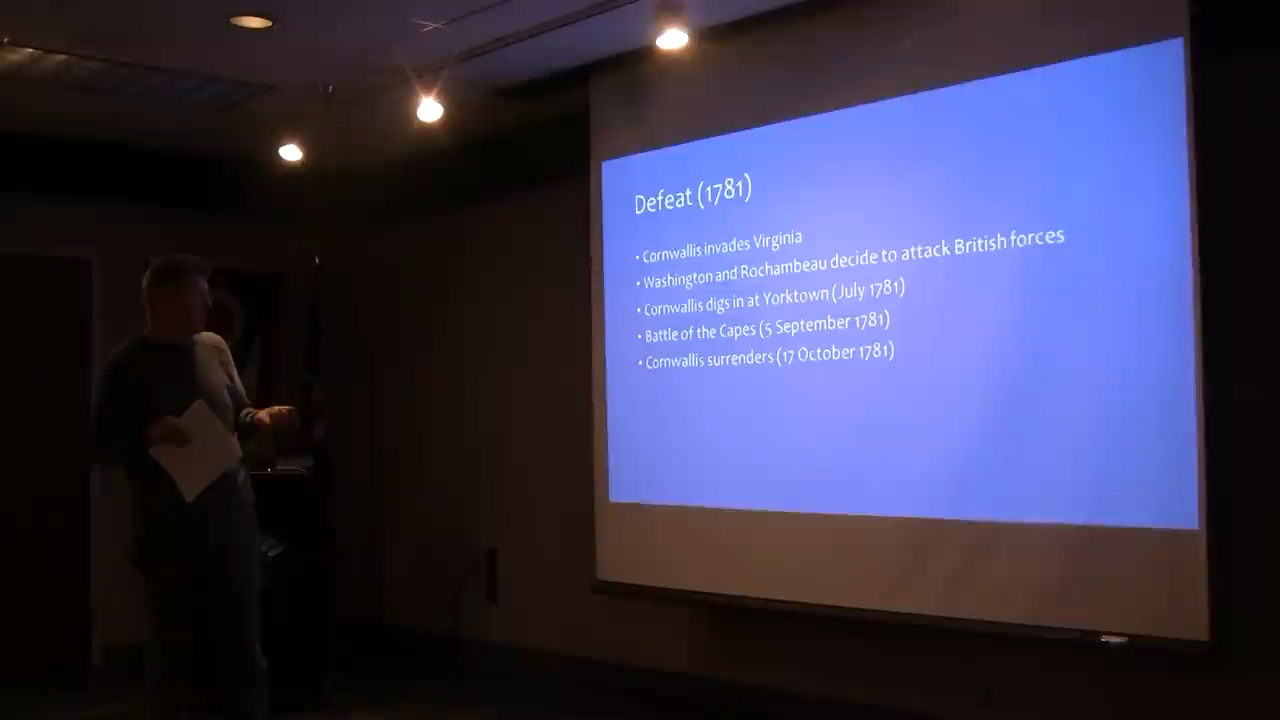 Defeat (1781)
• Cornwallis invades Virginia
• Washington and Rochambeau decide to attack British forces
• Cornwallis digs in at Yorktown (July 1781)
• Battle of the Capes (5 September 1781)
• Cornwallis surrenders (17 October 1781)